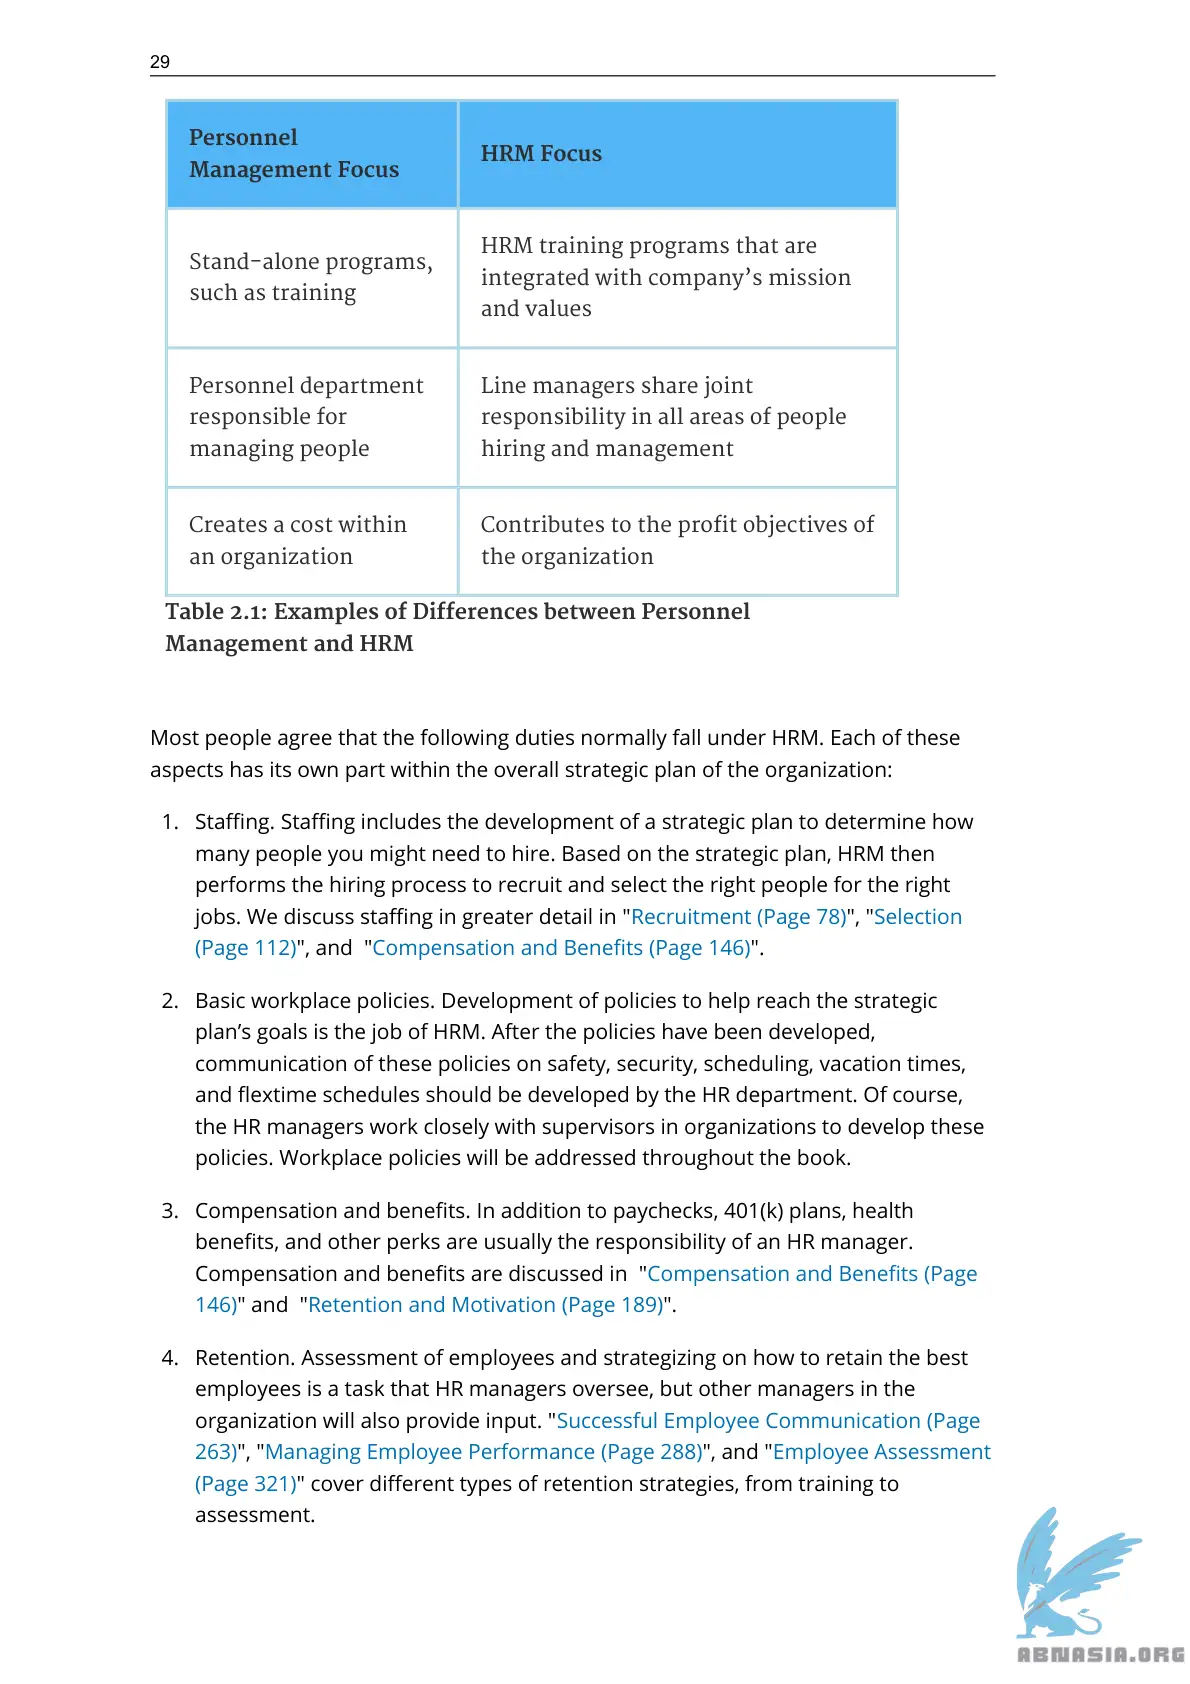 29
Personnel
Management Focus
HRM Focus
Stand-alone programs,
such as training
HRM training programs that are
integrated with company’s mission
and values
Personnel department
responsible for
managing people
Line managers share joint
responsibility in all areas of people
hiring and management
Creates a cost within
an organization
Contributes to the profit objectives of
the organization
Table 2.1: Examples of Differences between Personnel
Management and HRM
Most people agree that the following duties normally fall under HRM. Each of these
aspects has its own part within the overall strategic plan of the organization:
1. Staffing. Staffing includes the development of a strategic plan to determine how
many people you might need to hire. Based on the strategic plan, HRM then
performs the hiring process to recruit and select the right people for the right
jobs. We discuss staffing in greater detail in "Recruitment (Page 78)", "Selection
(Page 112)", and "Compensation and Benefits (Page 146)".
2. Basic workplace policies. Development of policies to help reach the strategic
plan’s goals is the job of HRM. After the policies have been developed,
communication of these policies on safety, security, scheduling, vacation times,
and flextime schedules should be developed by the HR department. Of course,
the HR managers work closely with supervisors in organizations to develop these
policies. Workplace policies will be addressed throughout the book.
3. Compensation and benefits. In addition to paychecks, 401(k) plans, health
benefits, and other perks are usually the responsibility of an HR manager.
Compensation and benefits are discussed in "Compensation and Benefits (Page
146)" and "Retention and Motivation (Page 189)".
4. Retention. Assessment of employees and strategizing on how to retain the best
employees is a task that HR managers oversee, but other managers in the
organization will also provide input. "Successful Employee Communication (Page
263)", "Managing Employee Performance (Page 288)", and "Employee Assessment
(Page 321)" cover different types of retention strategies, from training to
assessment.
ABNASIA.ORG